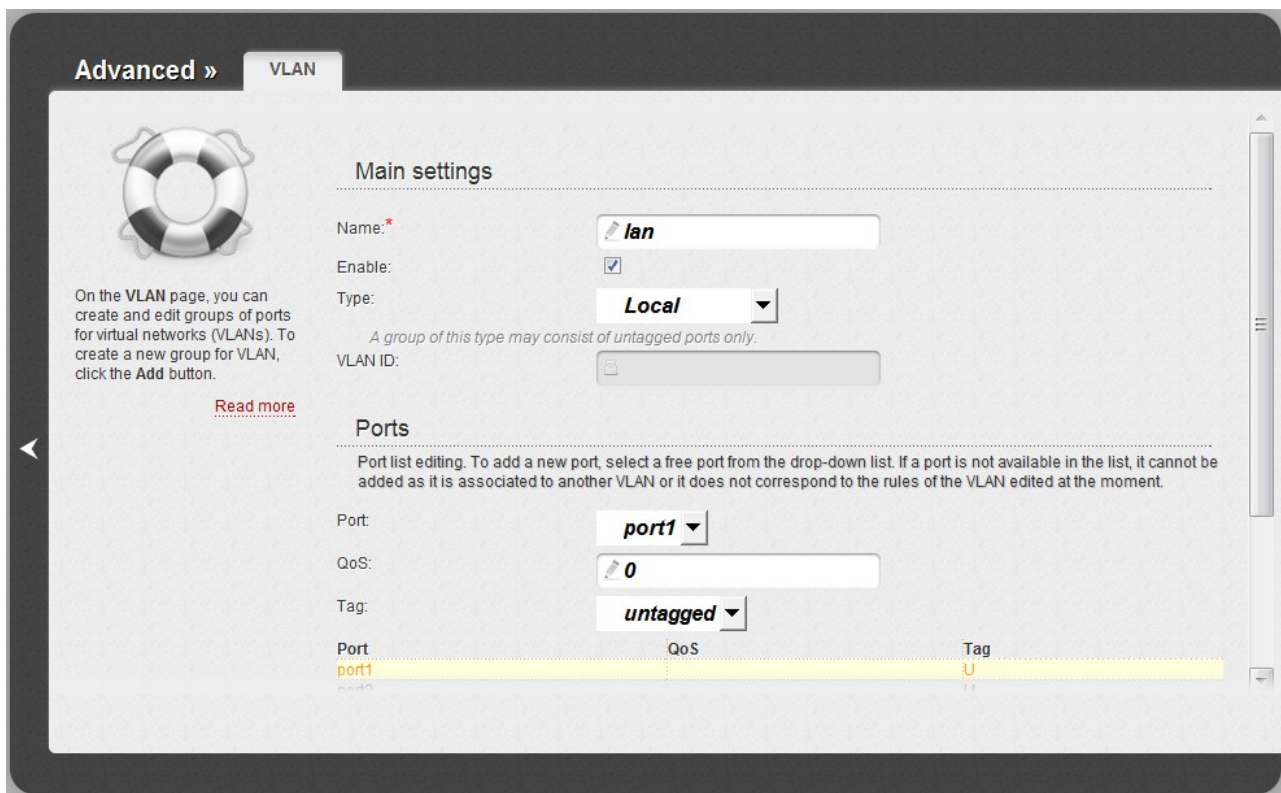 Advanced »
VLAN
On the VLAN page, you can
create and edit groups of ports
for virtual networks (VLANs). To
create a new group for VLAN,
click the Add button.
Read more
Main settings
Name:*
lan
Enable:
Type:
Local
A group of this type may consist of untagged ports only.
VLAN ID:
Ports
Port list editing. To add a new port, select a free port from the drop-down list. If a port is not available in the list, it cannot be
added as it is associated to another VLAN or it does not correspond to the rules of the VLAN edited at the moment.
Port:
port1
QoS:
0
Tag:
untagged
Port QoS Tag
port1 U